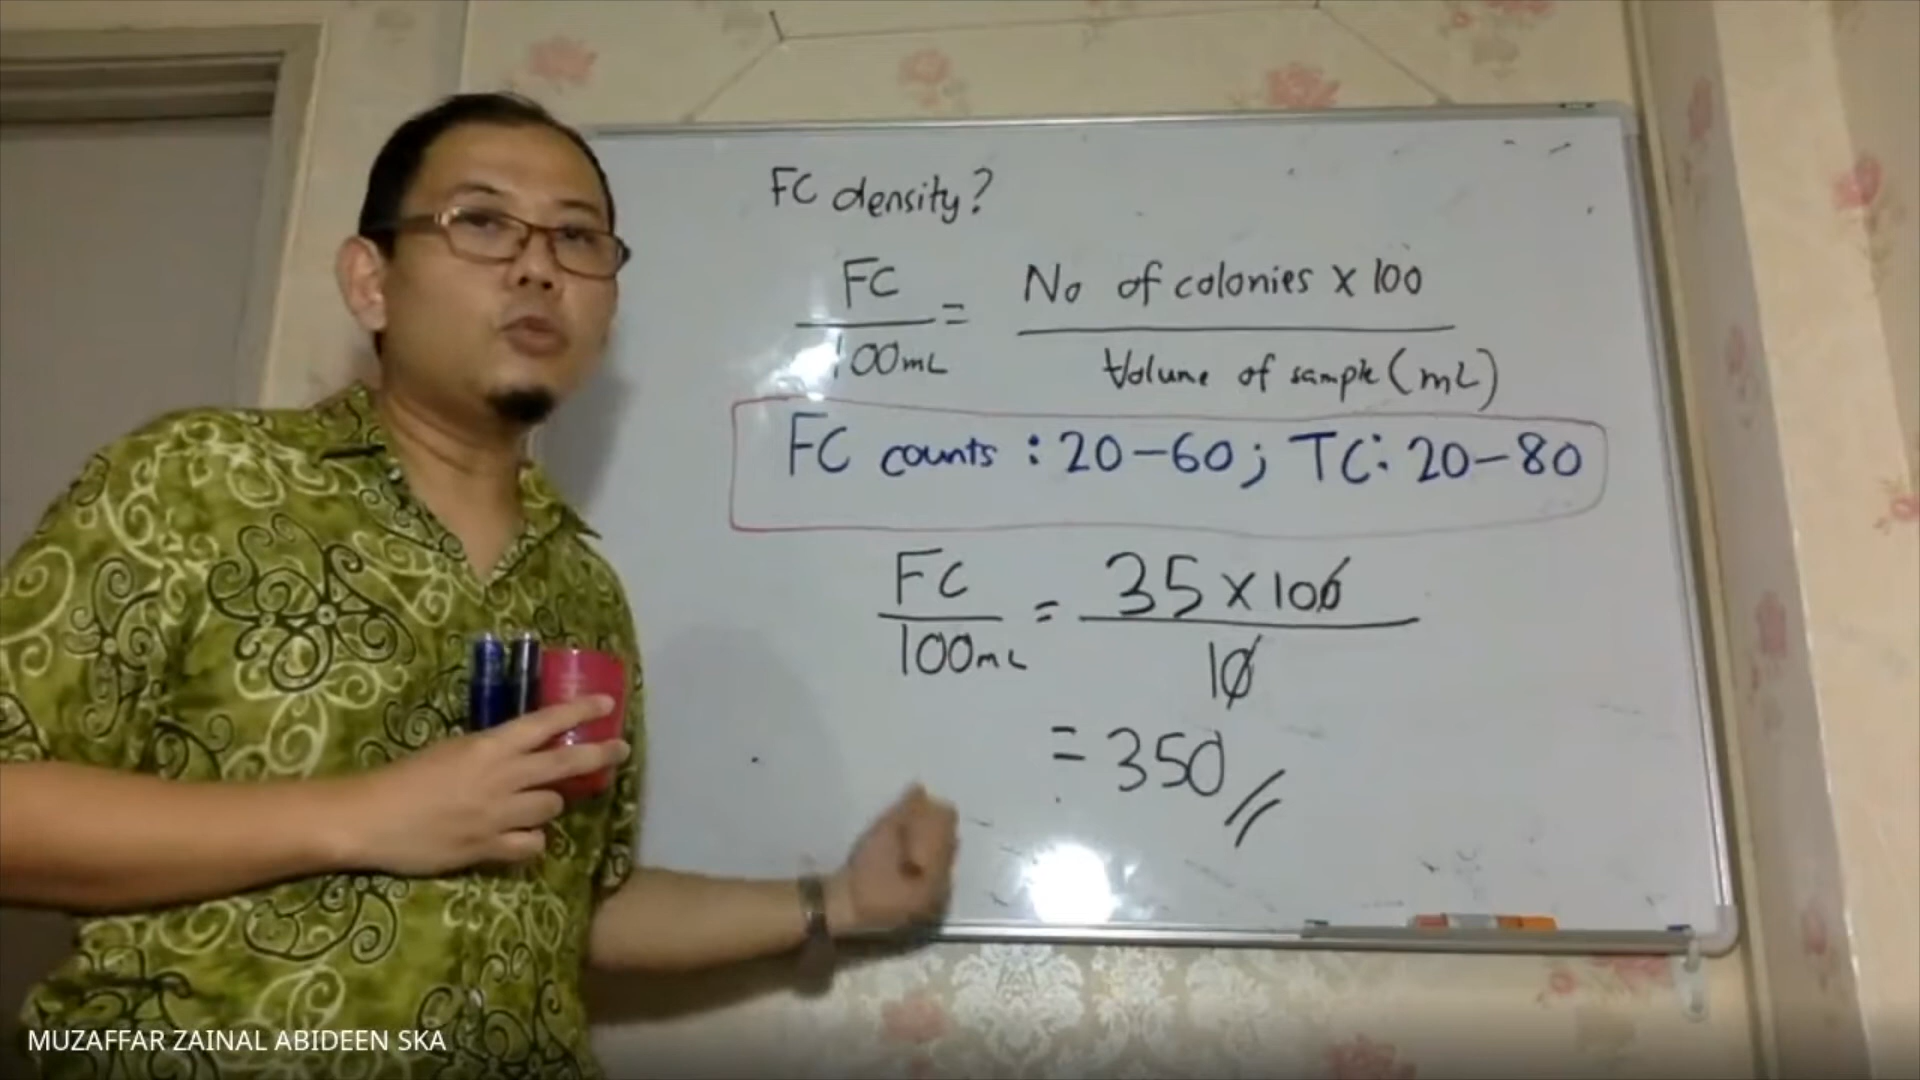 FC density?
FC
100mL
=
No of colonies x 100
Volume of sample (mL)
FC counts : 20-60; TC: 20-80
FC
100mL
=
35 x 100
10
= 350 //
MUZAFFAR ZAINAL ABIDEEN SKA